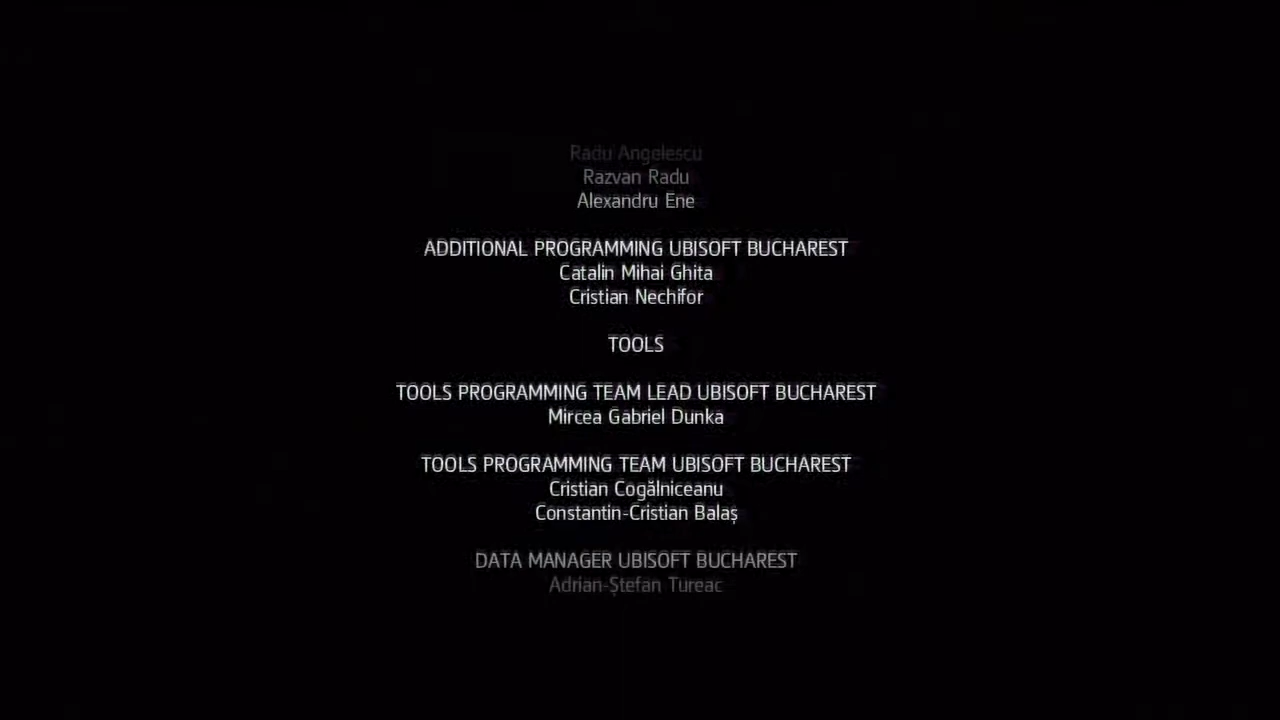 Radu Angelescu
Razvan Radu
Alexandru Ene
ADDITIONAL PROGRAMMING UBISOFT BUCHAREST
Catalin Mihai Ghita
Cristian Nechifor
TOOLS
TOOLS PROGRAMMING TEAM LEAD UBISOFT BUCHAREST
Mircea Gabriel Dunka
TOOLS PROGRAMMING TEAM UBISOFT BUCHAREST
Cristian Cogălniceanu
Constantin-Cristian Balaș
DATA MANAGER UBISOFT BUCHAREST
Adrian-Ștefan Tureac